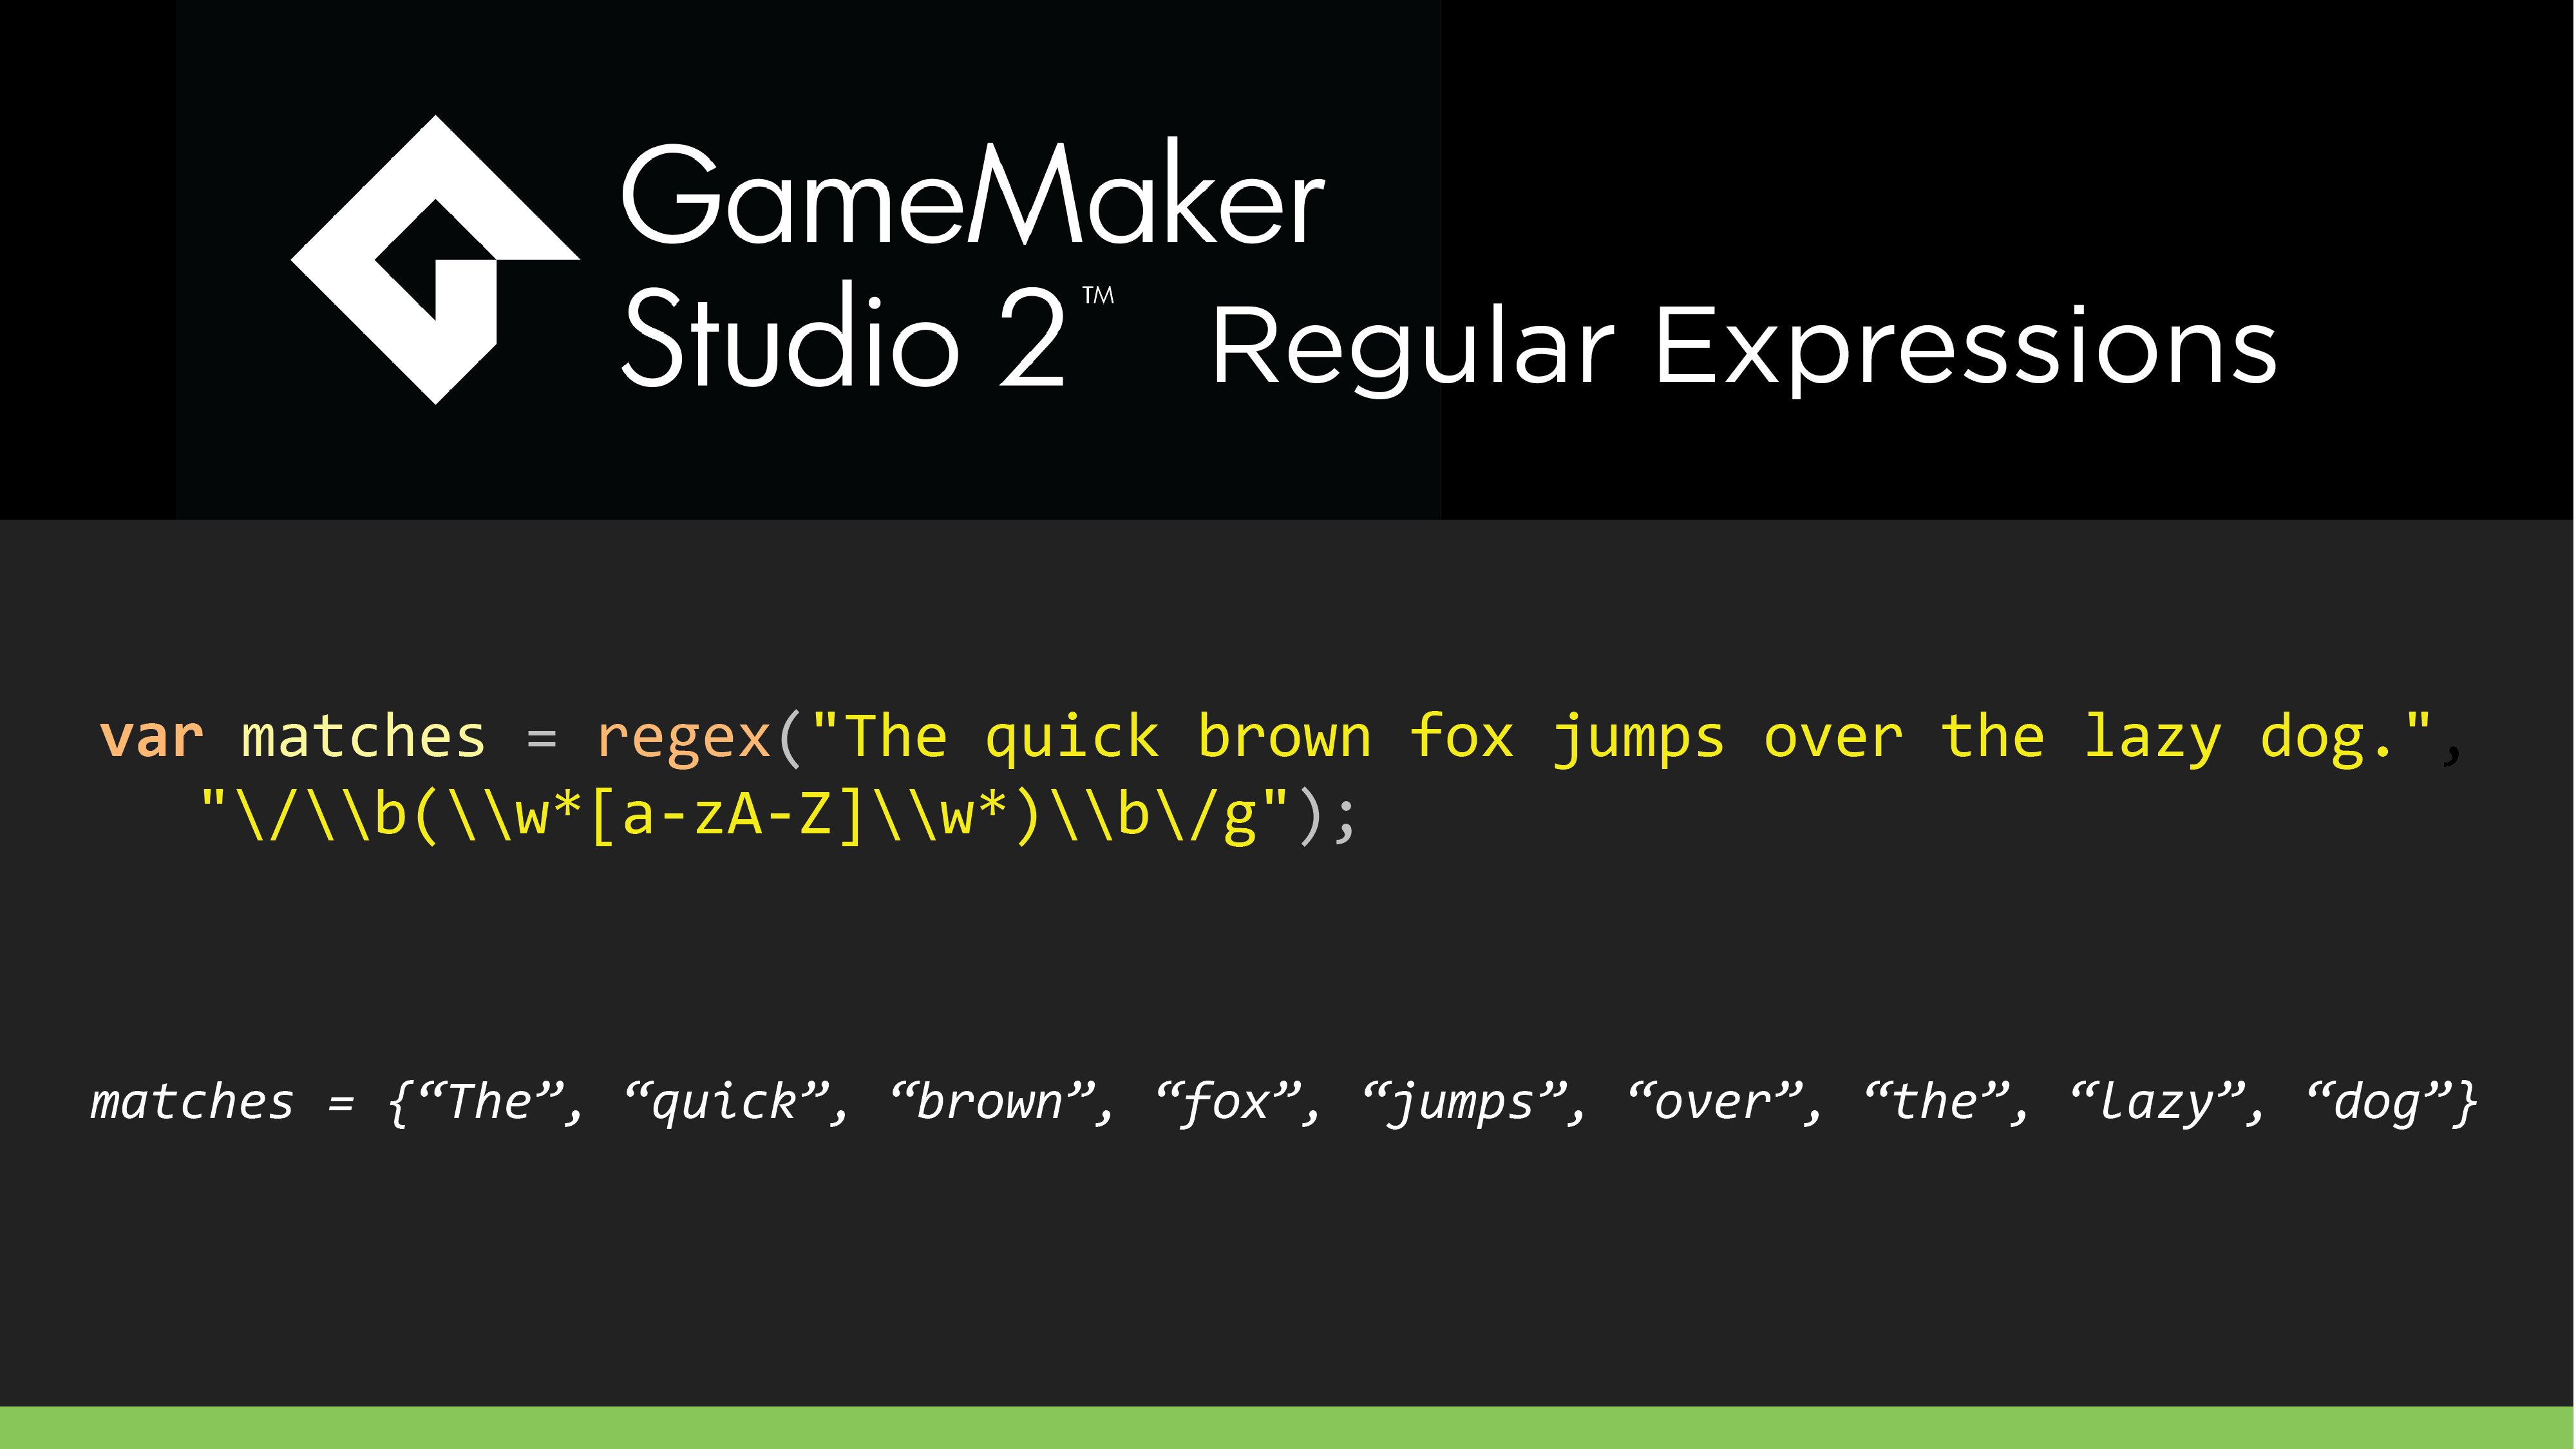 GameMaker
Studio 2™ Regular Expressions
var matches = regex("The quick brown fox jumps over the lazy dog.",
"\/\\b(\\w*[a-zA-Z]\\w*)\\b\/g");
matches = {“The”, “quick”, “brown”, “fox”, “jumps”, “over”, “the”, “lazy”, “dog”}